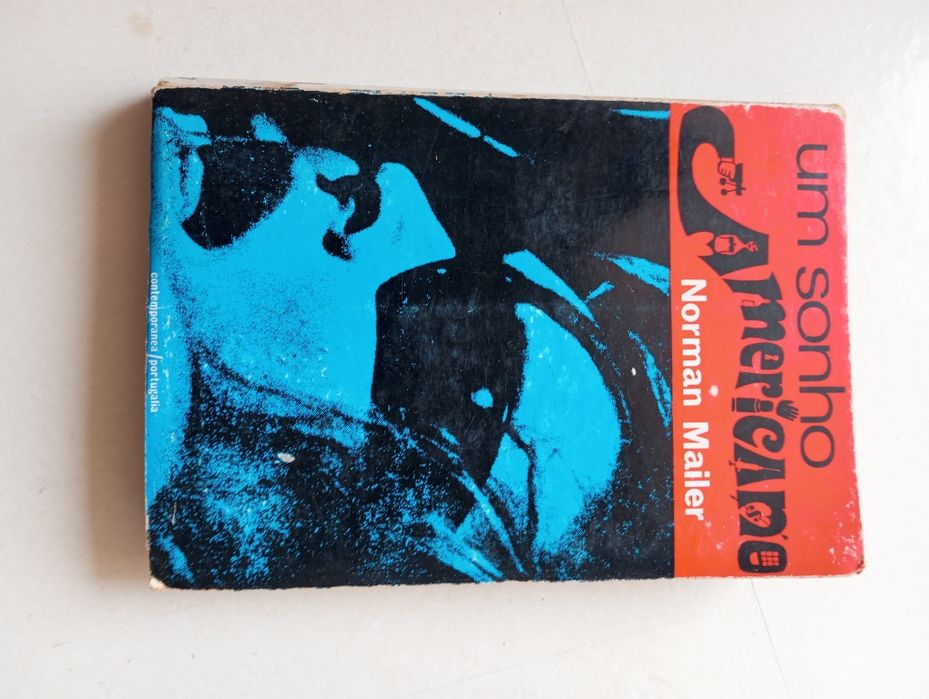 um sonho
AmericAno
Norman Mailer
contemporanea/portugalia